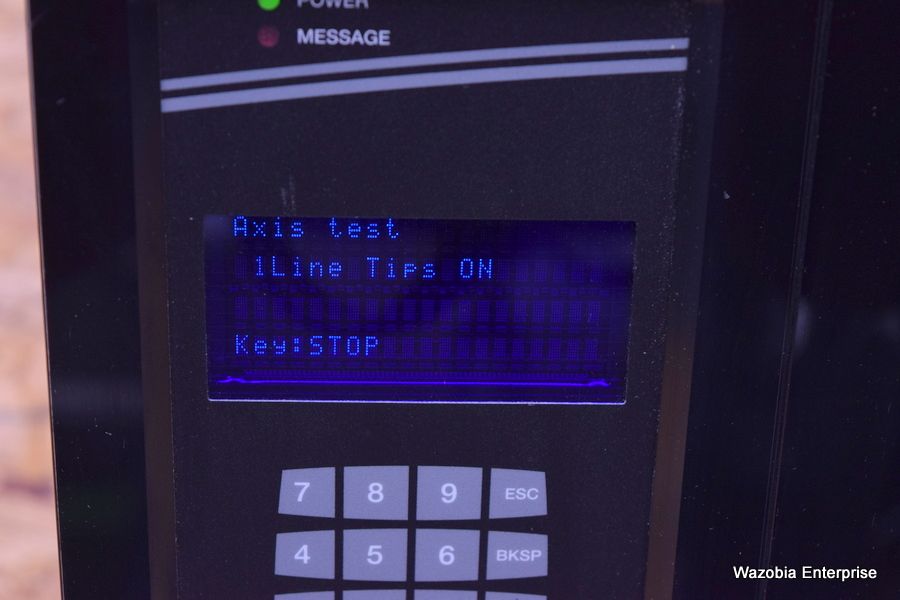 POWER
MESSAGE
Axis test
1Line Tips ON
Key:STOP
7 8 9 ESC
4 5 6 BKSP
Wazobia Enterprise